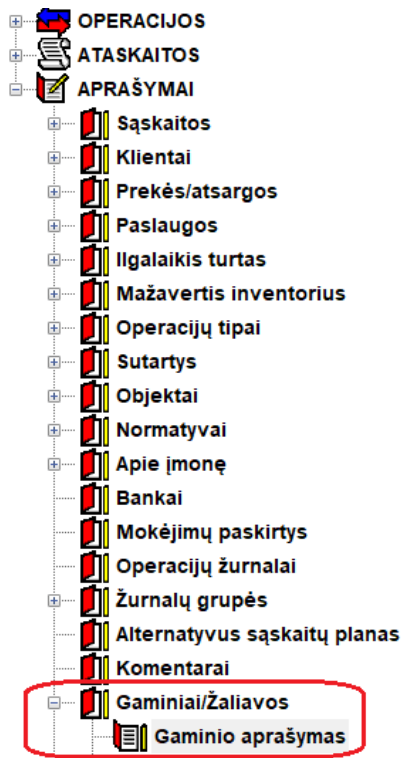 OPERACIJOS
ATASKAITOS
APRAŠYMAI
Sąskaitos
Klientai
Prekės/atsargos
Paslaugos
Ilgalaikis turtas
Mažavertis inventorius
Operacijų tipai
Sutartys
Objektai
Normatyvai
Apie įmonę
Bankai
Mokėjimų paskirtys
Operacijų žurnalai
Žurnalų grupės
Alternatyvus sąskaitų planas
Komentarai
Gaminiai/Žaliavos
Gaminio aprašymas